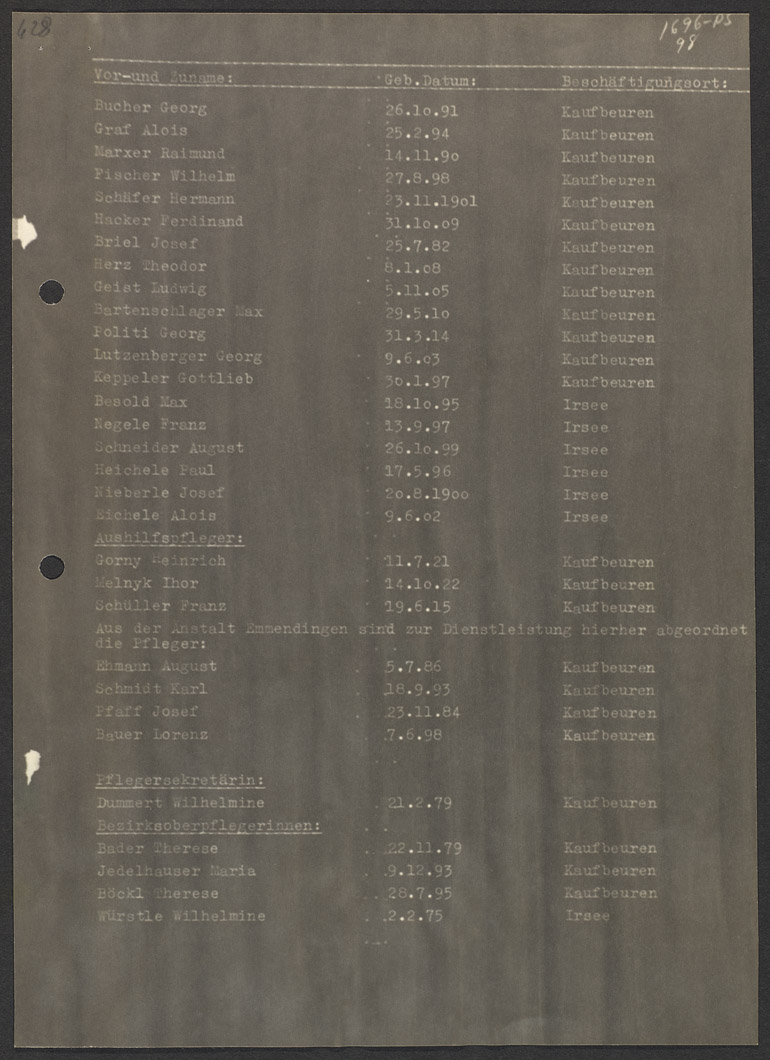 428
1696-PS
98
Vor-und Zuname: Geb.Datum: Beschäftigungsort:
Bucher Georg 26.1o.91 Kaufbeuren
Graf Alois 25.2.94 Kaufbeuren
Marxer Raimund 14.11.9o Kaufbeuren
Fischer Wilhelm 27.8.98 Kaufbeuren
Schäfer Hermann 23.11.19o1 Kaufbeuren
Hacker Ferdinand 31.1o.o9 Kaufbeuren
Briel Josef 25.7.82 Kaufbeuren
Herz Theodor 8.1.o8 Kaufbeuren
Geist Ludwig 5.11.o5 Kaufbeuren
Bartenschlager Max 29.5.1o Kaufbeuren
Politi Georg 31.3.14 Kaufbeuren
Lutzenberger Georg 9.6.o3 Kaufbeuren
Keppeler Gottlieb 3o.1.97 Kaufbeuren
Besold Max 18.1o.95 Irsee
Negele Franz 13.9.97 Irsee
Schneider August 26.1o.99 Irsee
Heichele Paul 17.5.96 Irsee
Nieberle Josef 2o.8.19oo Irsee
Eichele Alois 9.6.o2 Irsee
Aushilfspfleger:
Gorny Heinrich 11.7.21 Kaufbeuren
Melnyk Ihor 14.1o.22 Kaufbeuren
Schüller Franz 19.6.15 Kaufbeuren
Aus der Anstalt Emmendingen sind zur Dienstleistung hierher abgeordnet
die Pfleger:
Ehmann August 5.7.86 Kaufbeuren
Schmidt Karl 18.9.93 Kaufbeuren
Pfaff Josef 23.11.84 Kaufbeuren
Bauer Lorenz 7.6.98 Kaufbeuren
Pflegersekretärin:
Dummert Wilhelmine 21.2.79 Kaufbeuren
Bezirksoberpflegerinnen:
Bader Therese 22.11.79 Kaufbeuren
Jedelhauser Maria 9.12.93 Kaufbeuren
Böckl Therese 28.7.95 Kaufbeuren
Würstle Wilhelmine 2.2.75 Irsee